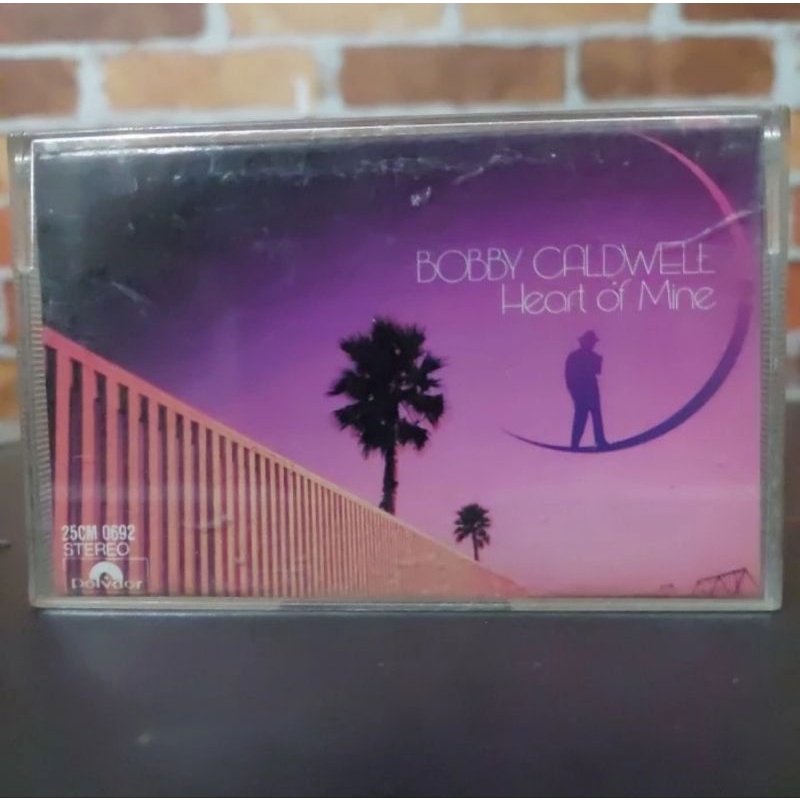 BOBBY CALDWELL
Heart of Mine
25CM 0692
STEREO
polydor